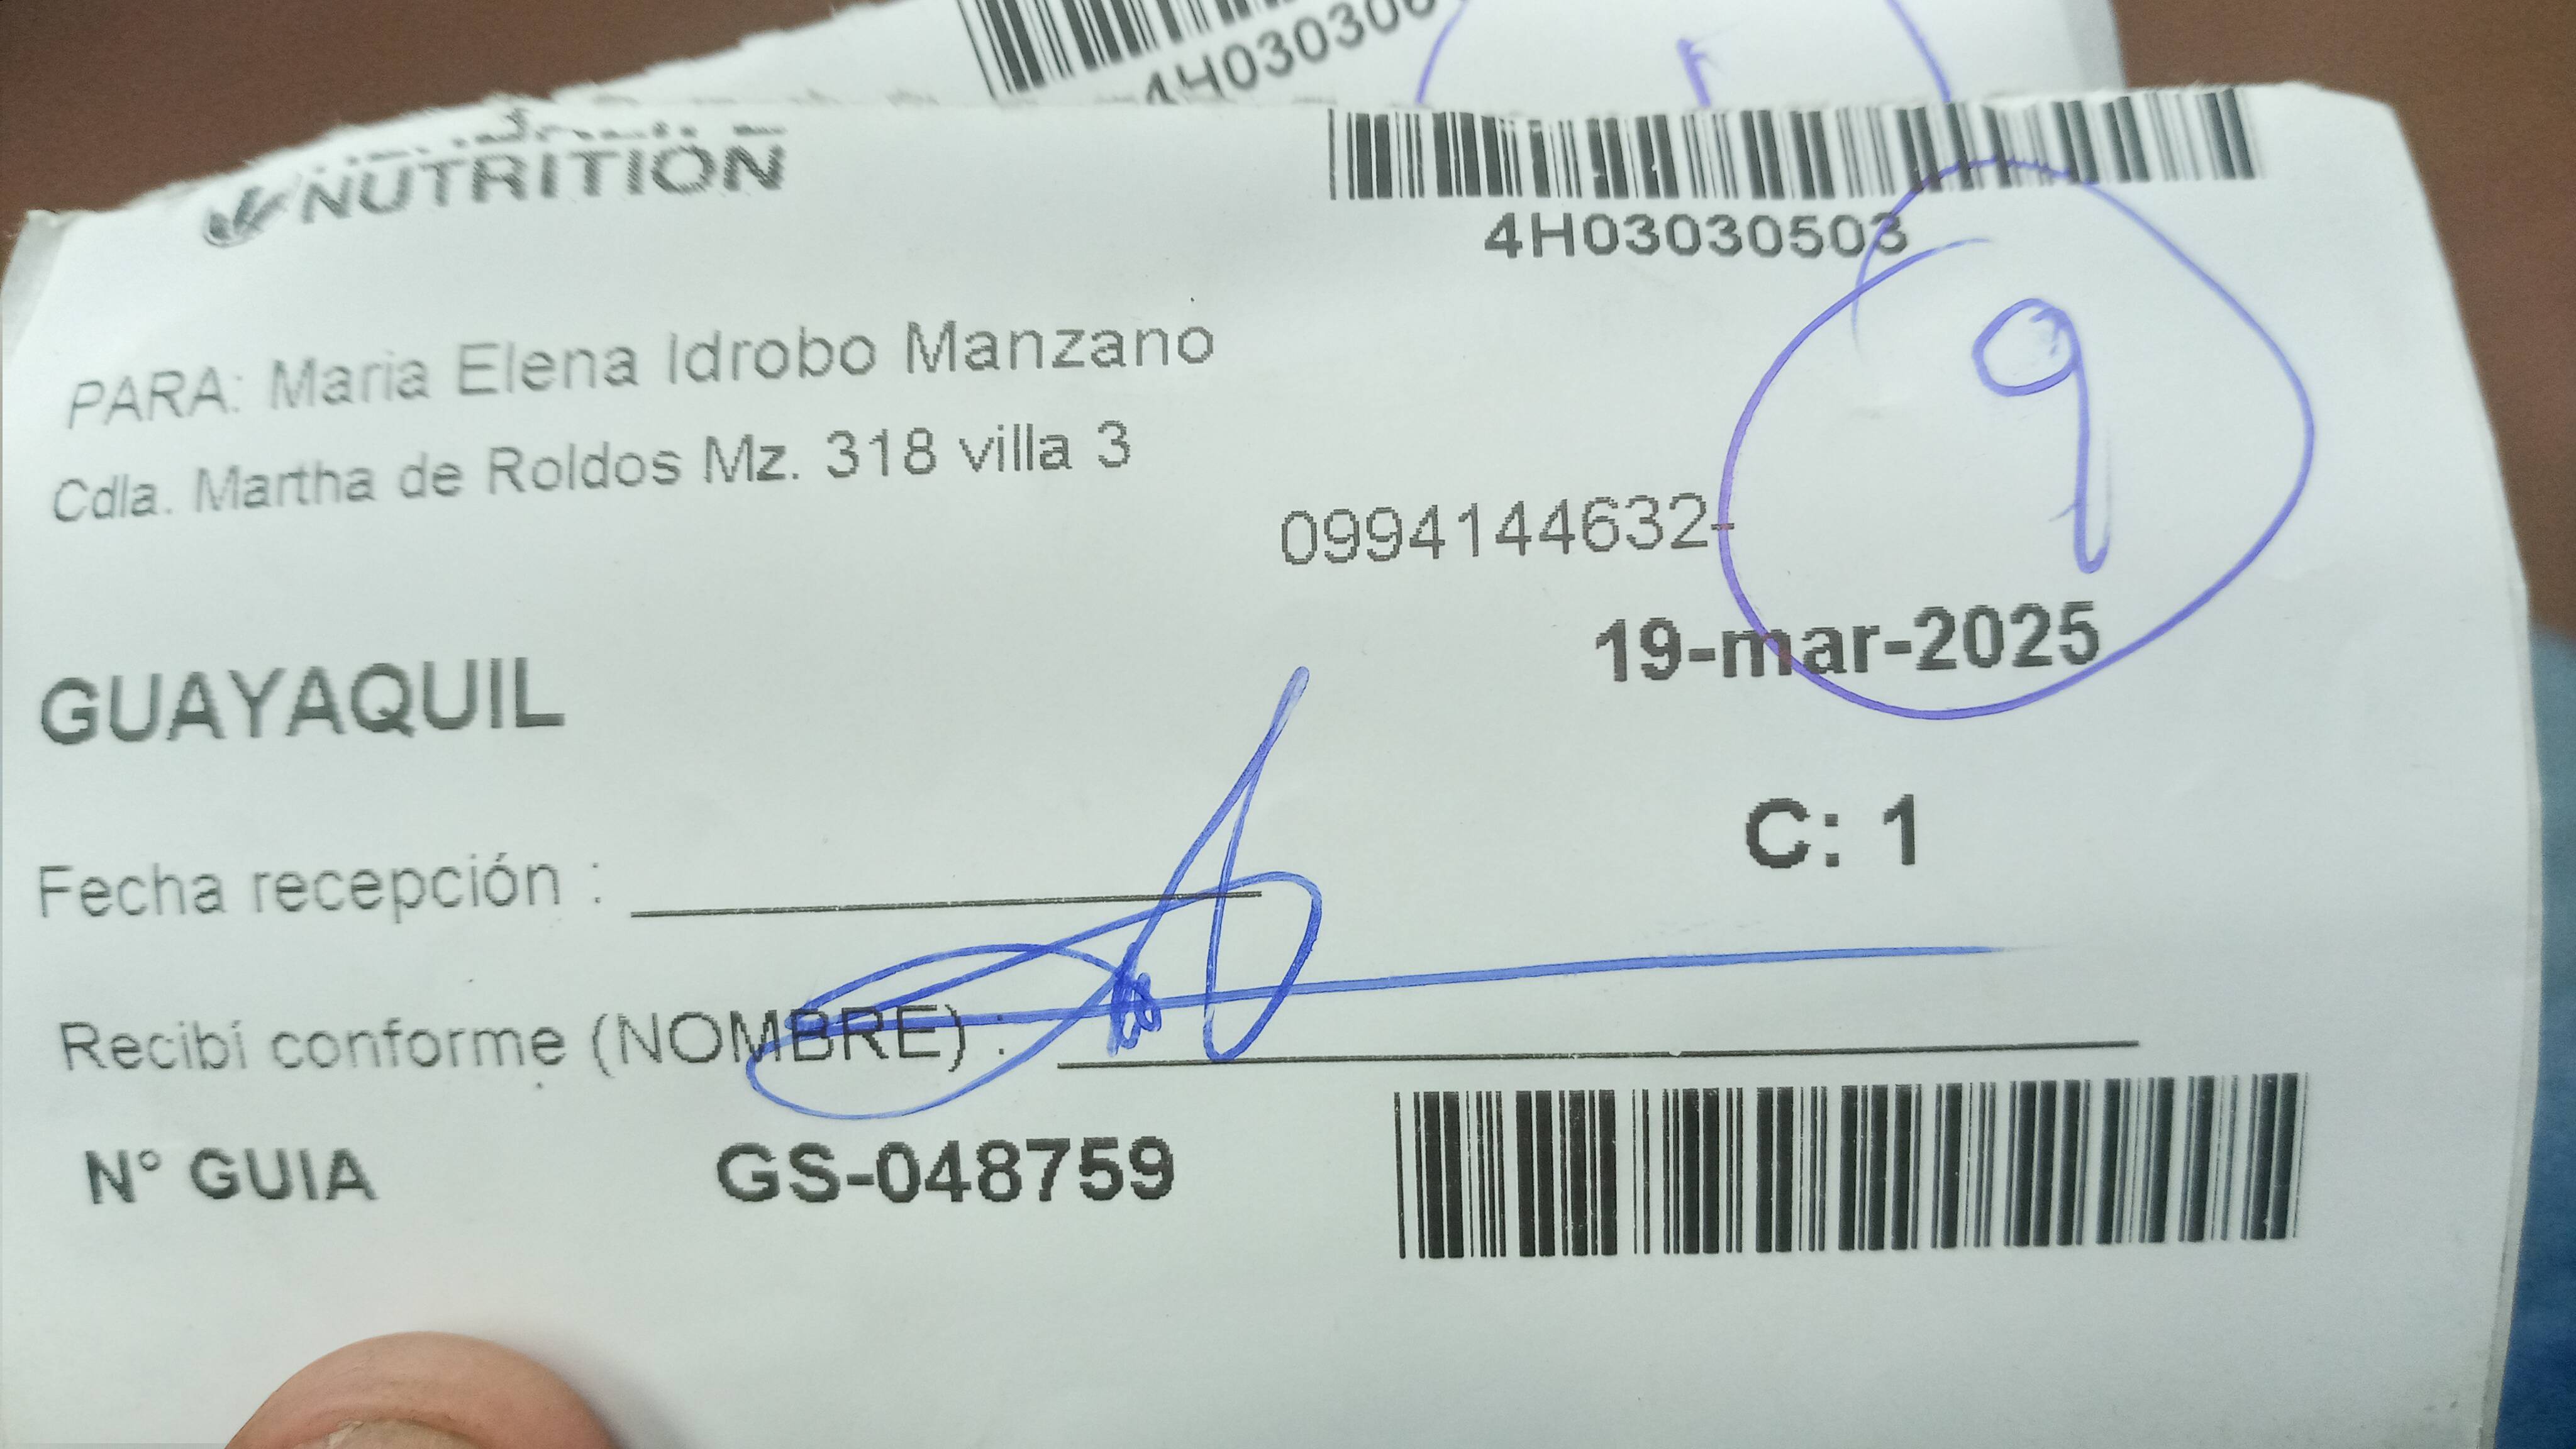 4H030306
NUTRITION
4H03030503
9
PARA: Maria Elena Idrobo Manzano
Cdla. Martha de Roldos Mz. 318 villa 3
0994144632-
19-mar-2025
GUAYAQUIL
C: 1
Fecha recepción :
Recibí conforme (NOMBRE) :
N° GUIA GS-048759